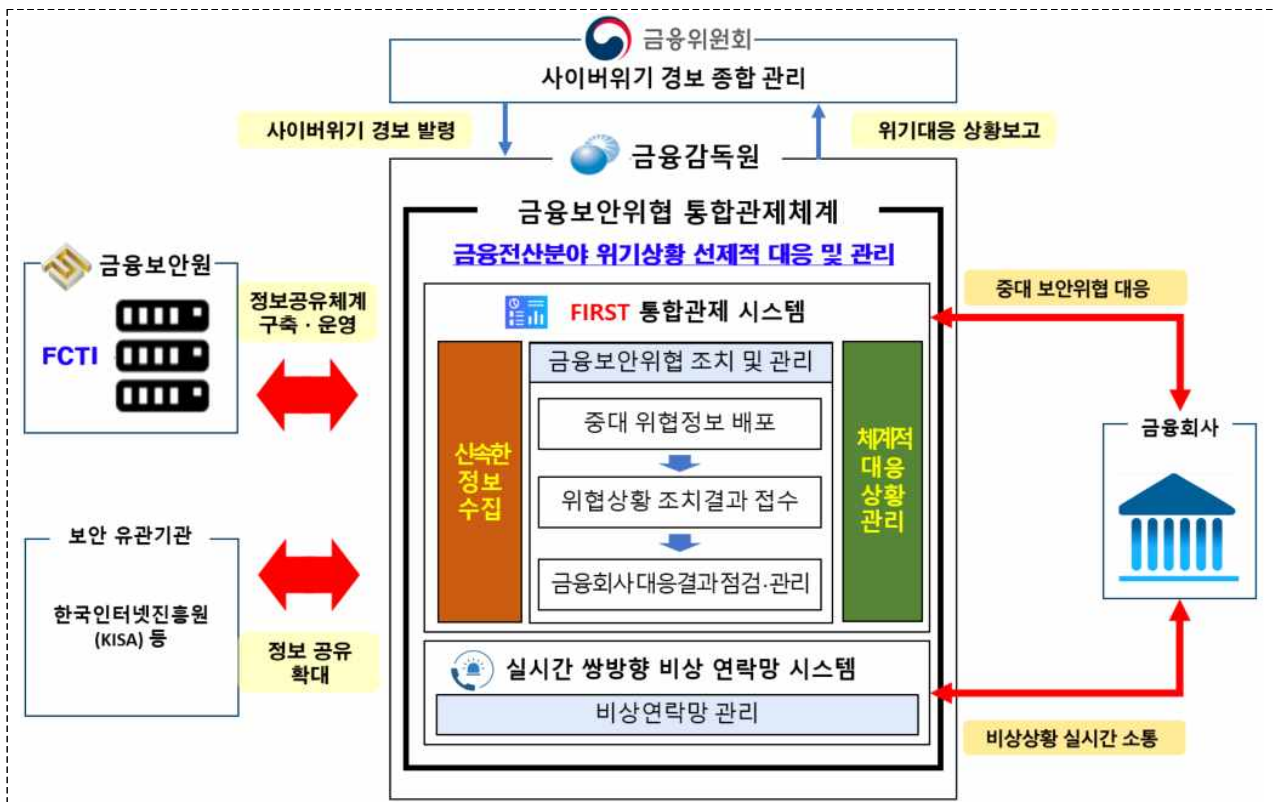 금융위원회
사이버위기 경보 종합 관리
사이버위기 경보 발령
위기대응 상황보고
금융감독원
금융보안위협 통합관제체계
금융전산분야 위기상황 선제적 대응 및 관리
금융보안원
FCTI
정보공유체계
구축·운영
FIRST 통합관제 시스템
신속한
정보
수집
금융보안위협 조치 및 관리
중대 위협정보 배포
위협상황 조치결과 접수
금융회사대응결과점검·관리
체계적
대응
상황
관리
중대 보안위협 대응
금융회사
보안 유관기관
한국인터넷진흥원
(KISA) 등
정보 공유
확대
실시간 쌍방향 비상 연락망 시스템
비상연락망 관리
비상상황 실시간 소통